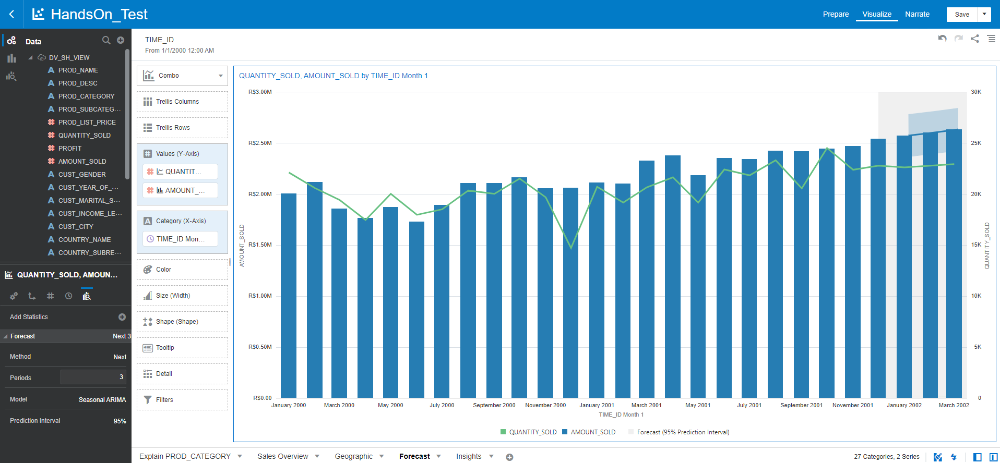 HandsOn_Test
Prepare
Visualize
Narrate
Save
Data
DV_SH_VIEW
PROD_NAME
PROD_DESC
PROD_CATEGORY
PROD_SUBCATEG...
PROD_LIST_PRICE
QUANTITY_SOLD
PROFIT
AMOUNT_SOLD
CUST_GENDER
CUST_YEAR_OF_...
CUST_MARITAL_S...
CUST_INCOME_LE...
CUST_CITY
COUNTRY_NAME
COUNTRY_SUBRE...
QUANTITY_SOLD, AMOUN...
Add Statistics
Forecast Next 3
Method Next
Periods 3
Model Seasonal ARIMA
Prediction Interval 95%
TIME_ID
From 1/1/2000 12:00 AM
Combo
Trellis Columns
Trellis Rows
Values (Y-Axis)
QUANTIT...
AMOUNT_...
Category (X-Axis)
TIME_ID Mon...
Color
Size (Width)
Shape (Shape)
Tooltip
Detail
Filters
QUANTITY_SOLD, AMOUNT_SOLD by TIME_ID Month 1
AMOUNT_SOLD
R$3.00M
R$2.50M
R$2.00M
R$1.50M
R$1.00M
R$0.50M
R$0.00
30K
25K
20K
15K
10K
5K
0
QUANTITY_SOLD
January 2000 March 2000 May 2000 July 2000 September 2000 November 2000 January 2001 March 2001 May 2001 July 2001 September 2001 November 2001 January 2002 March 2002
TIME_ID Month 1
QUANTITY_SOLD AMOUNT_SOLD Forecast (95% Prediction Interval)
Explain PROD_CATEGORY Sales Overview Geographic Forecast Insights
27 Categories, 2 Series